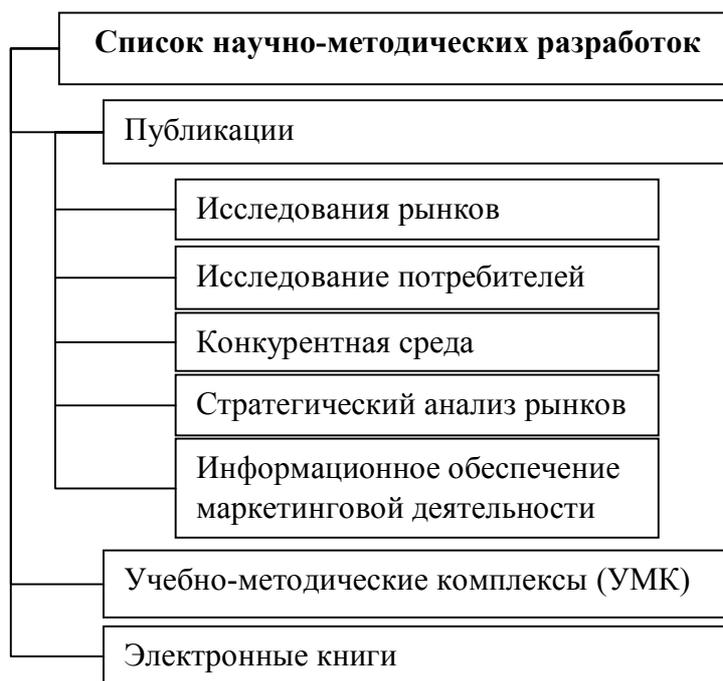 Список научно-методических разработок
Публикации
Исследования рынков
Исследование потребителей
Конкурентная среда
Стратегический анализ рынков
Информационное обеспечение
маркетинговой деятельности
Учебно-методические комплексы (УМК)
Электронные книги